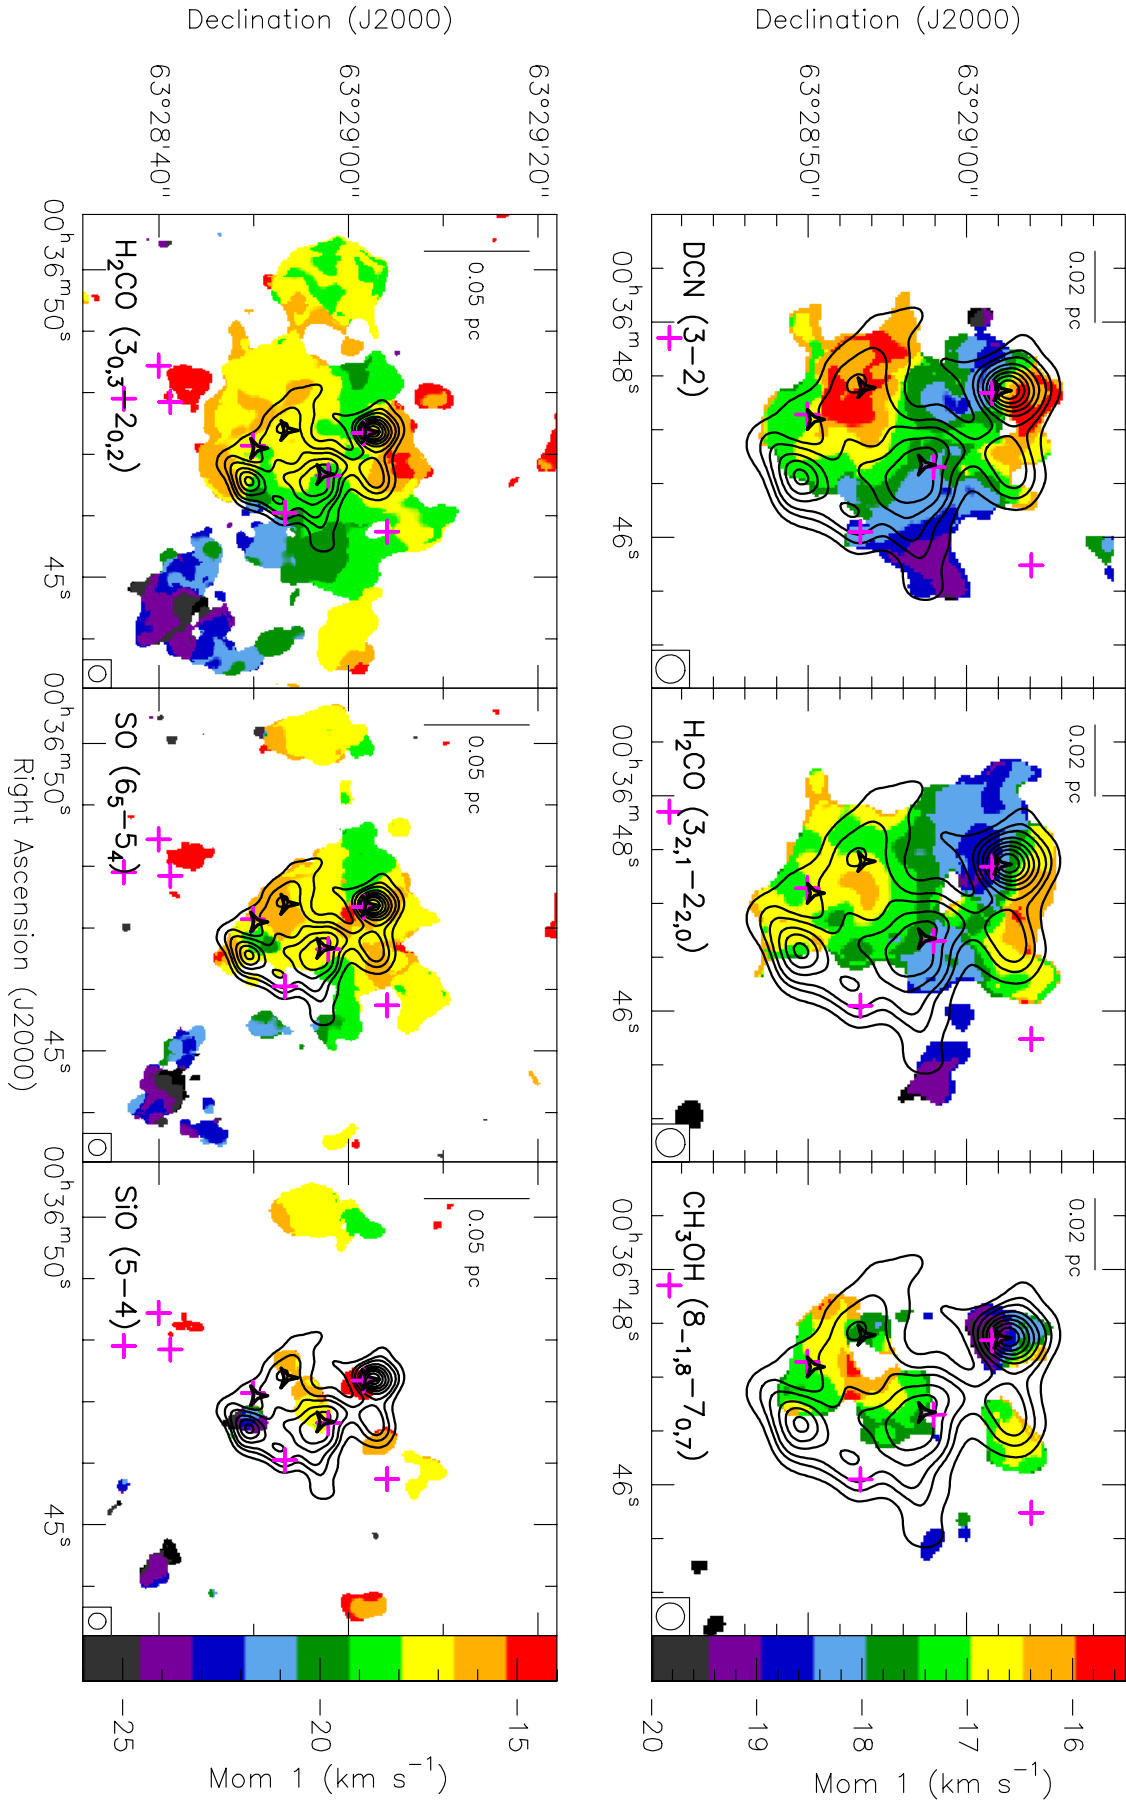 Declination (J2000)
63°29'00"
63°28'50"
0.02 pc
DCN (3−2)
00ʰ36ᵐ48ˢ
46ˢ
0.02 pc
H₂CO (3₂,₁−2₂,₀)
00ʰ36ᵐ48ˢ
46ˢ
0.02 pc
CH₃OH (8₋₁,₈−7₀,₇)
00ʰ36ᵐ48ˢ
46ˢ
−16
−17
−18
−19
−20
Mom 1 (km s⁻¹)
Declination (J2000)
63°29'20"
63°29'00"
63°28'40"
0.05 pc
H₂CO (3₀,₃−2₀,₂)
00ʰ36ᵐ50ˢ
45ˢ
0.05 pc
SO (6₅−5₄)
00ʰ36ᵐ50ˢ
45ˢ
0.05 pc
SiO (5−4)
00ʰ36ᵐ50ˢ
45ˢ
−15
−20
−25
Mom 1 (km s⁻¹)
Right Ascension (J2000)